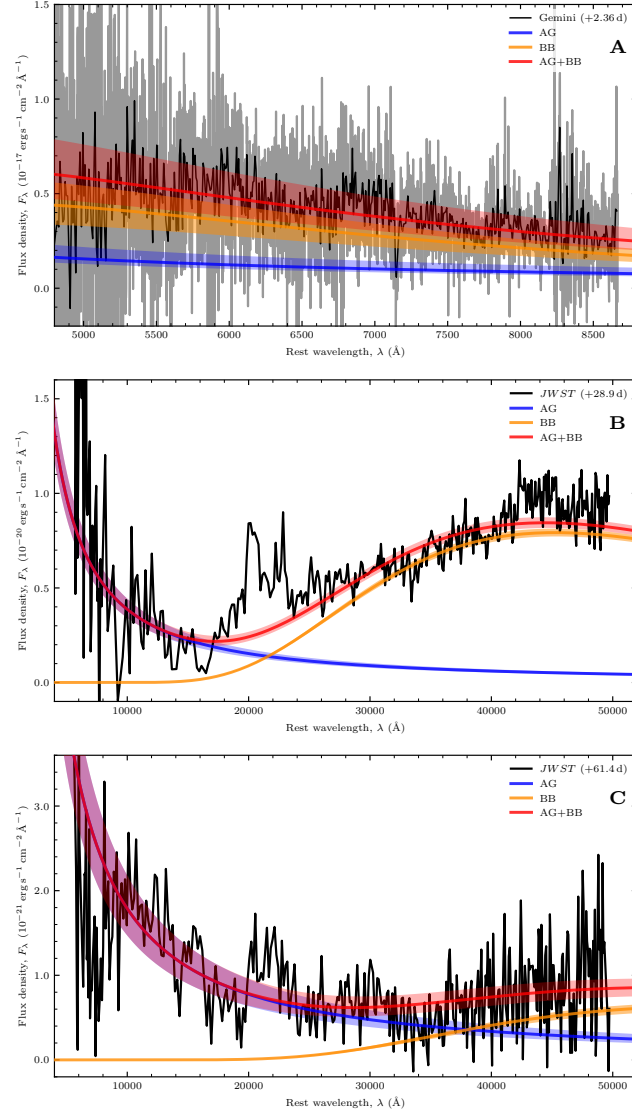 1.5
1.0
0.5
0.0
Flux density, F_λ (10⁻¹⁷ erg s⁻¹ cm⁻² Å⁻¹)
Gemini (+2.36 d)
AG
BB
AG+BB
A
5000 5500 6000 6500 7000 7500 8000 8500
Rest wavelength, λ (Å)
1.5
1.0
0.5
0.0
Flux density, F_λ (10⁻²⁰ erg s⁻¹ cm⁻² Å⁻¹)
JWST (+28.9 d)
AG
BB
AG+BB
B
10000 20000 30000 40000 50000
Rest wavelength, λ (Å)
3.0
2.0
1.0
0.0
Flux density, F_λ (10⁻²¹ erg s⁻¹ cm⁻² Å⁻¹)
JWST (+61.4 d)
AG
BB
AG+BB
C
10000 20000 30000 40000 50000
Rest wavelength, λ (Å)